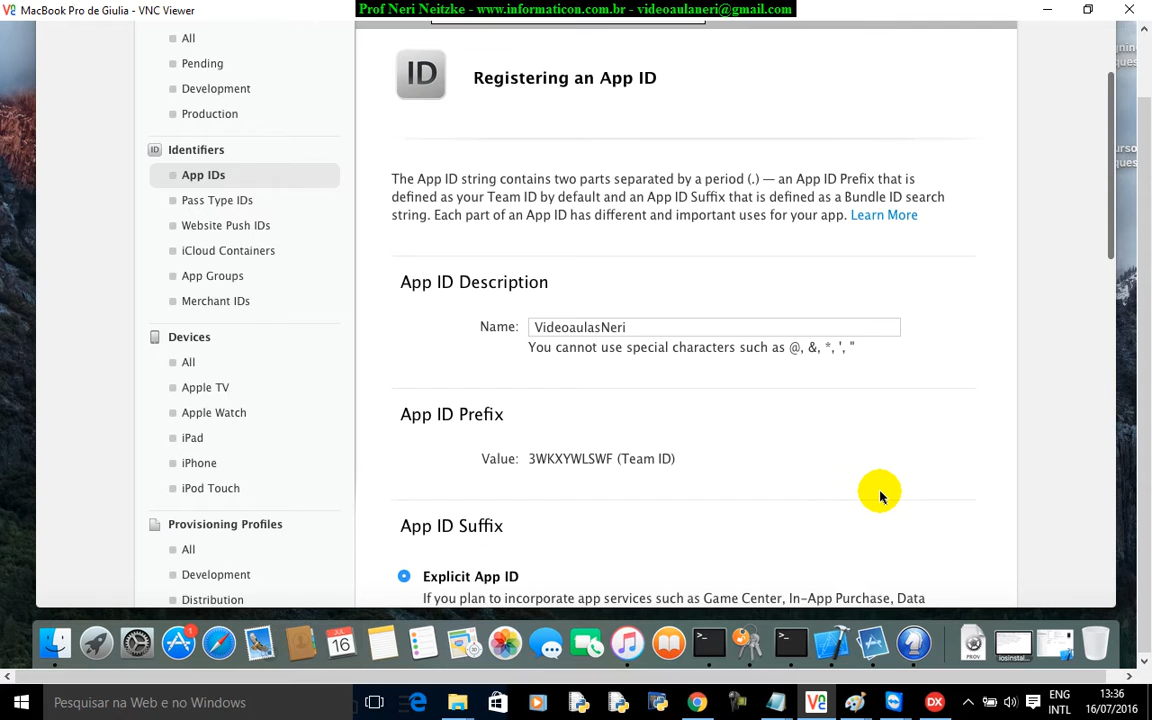 MacBook Pro de Giulia - VNC Viewer
Prof Neri Neitzke - www.informaticon.com.br - videoaulaneri@gmail.com
All
Pending
Development
Production
ID Identifiers
App IDs
Pass Type IDs
Website Push IDs
iCloud Containers
App Groups
Merchant IDs
Devices
All
Apple TV
Apple Watch
iPad
iPhone
iPod Touch
Provisioning Profiles
All
Development
Distribution
ID Registering an App ID
The App ID string contains two parts separated by a period (.) — an App ID Prefix that is
defined as your Team ID by default and an App ID Suffix that is defined as a Bundle ID search
string. Each part of an App ID has different and important uses for your app. Learn More
App ID Description
Name: VideoaulasNeri
You cannot use special characters such as @, &, *, ', "
App ID Prefix
Value: 3WKXYWLSWF (Team ID)
App ID Suffix
Explicit App ID
If you plan to incorporate app services such as Game Center, In-App Purchase, Data
JUL
16
1
PROV
Pesquisar na Web e no Windows
DX
ENG
INTL
13:36
16/07/2016